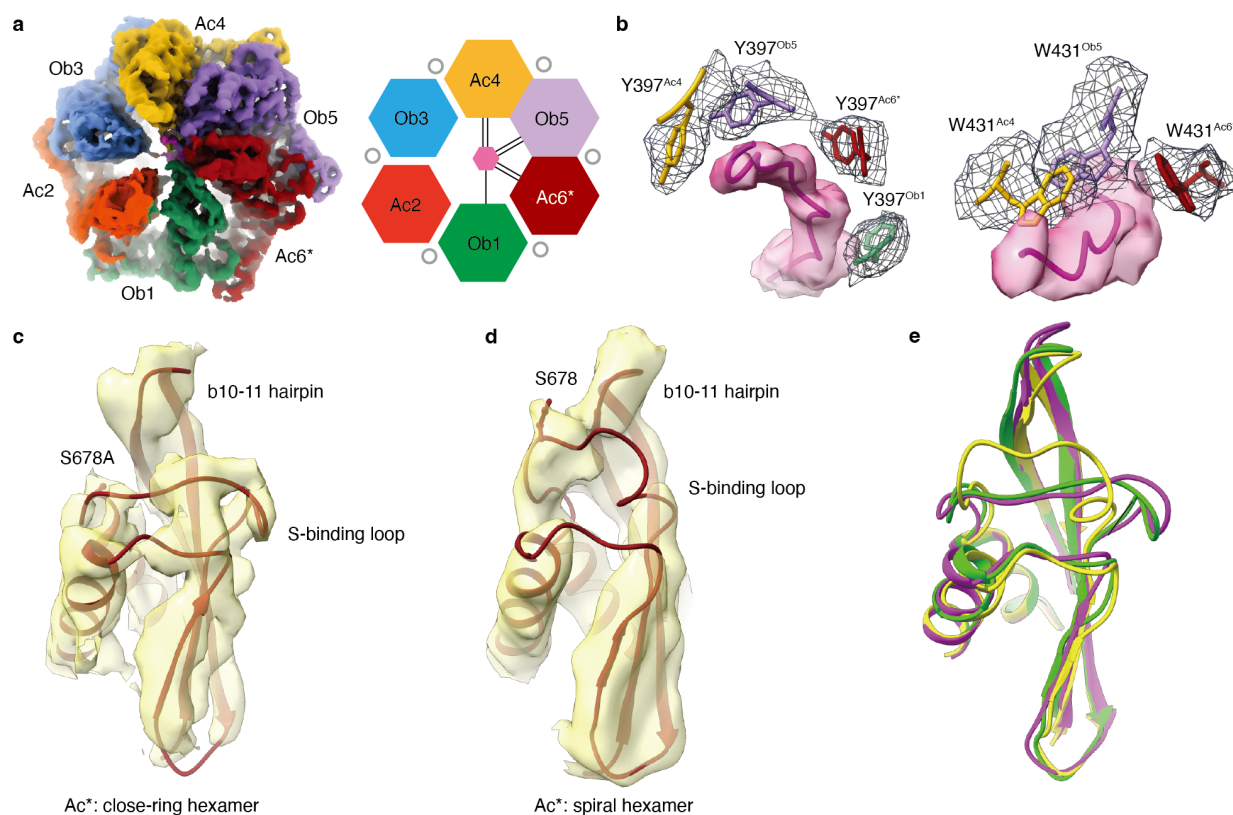 a
Ac4
Ob3
Ob5
Ac2
Ac6*
Ob1
Ac4
Ob3
Ob5
Ac2
Ac6*
Ob1
b
Y397Ob5
Y397Ac4
Y397Ac6*
Y397Ob1
W431Ob5
W431Ac4
W431Ac6*
c
b10-11 hairpin
S678A
S-binding loop
Ac*: close-ring hexamer
d
S678
b10-11 hairpin
S-binding loop
Ac*: spiral hexamer
e